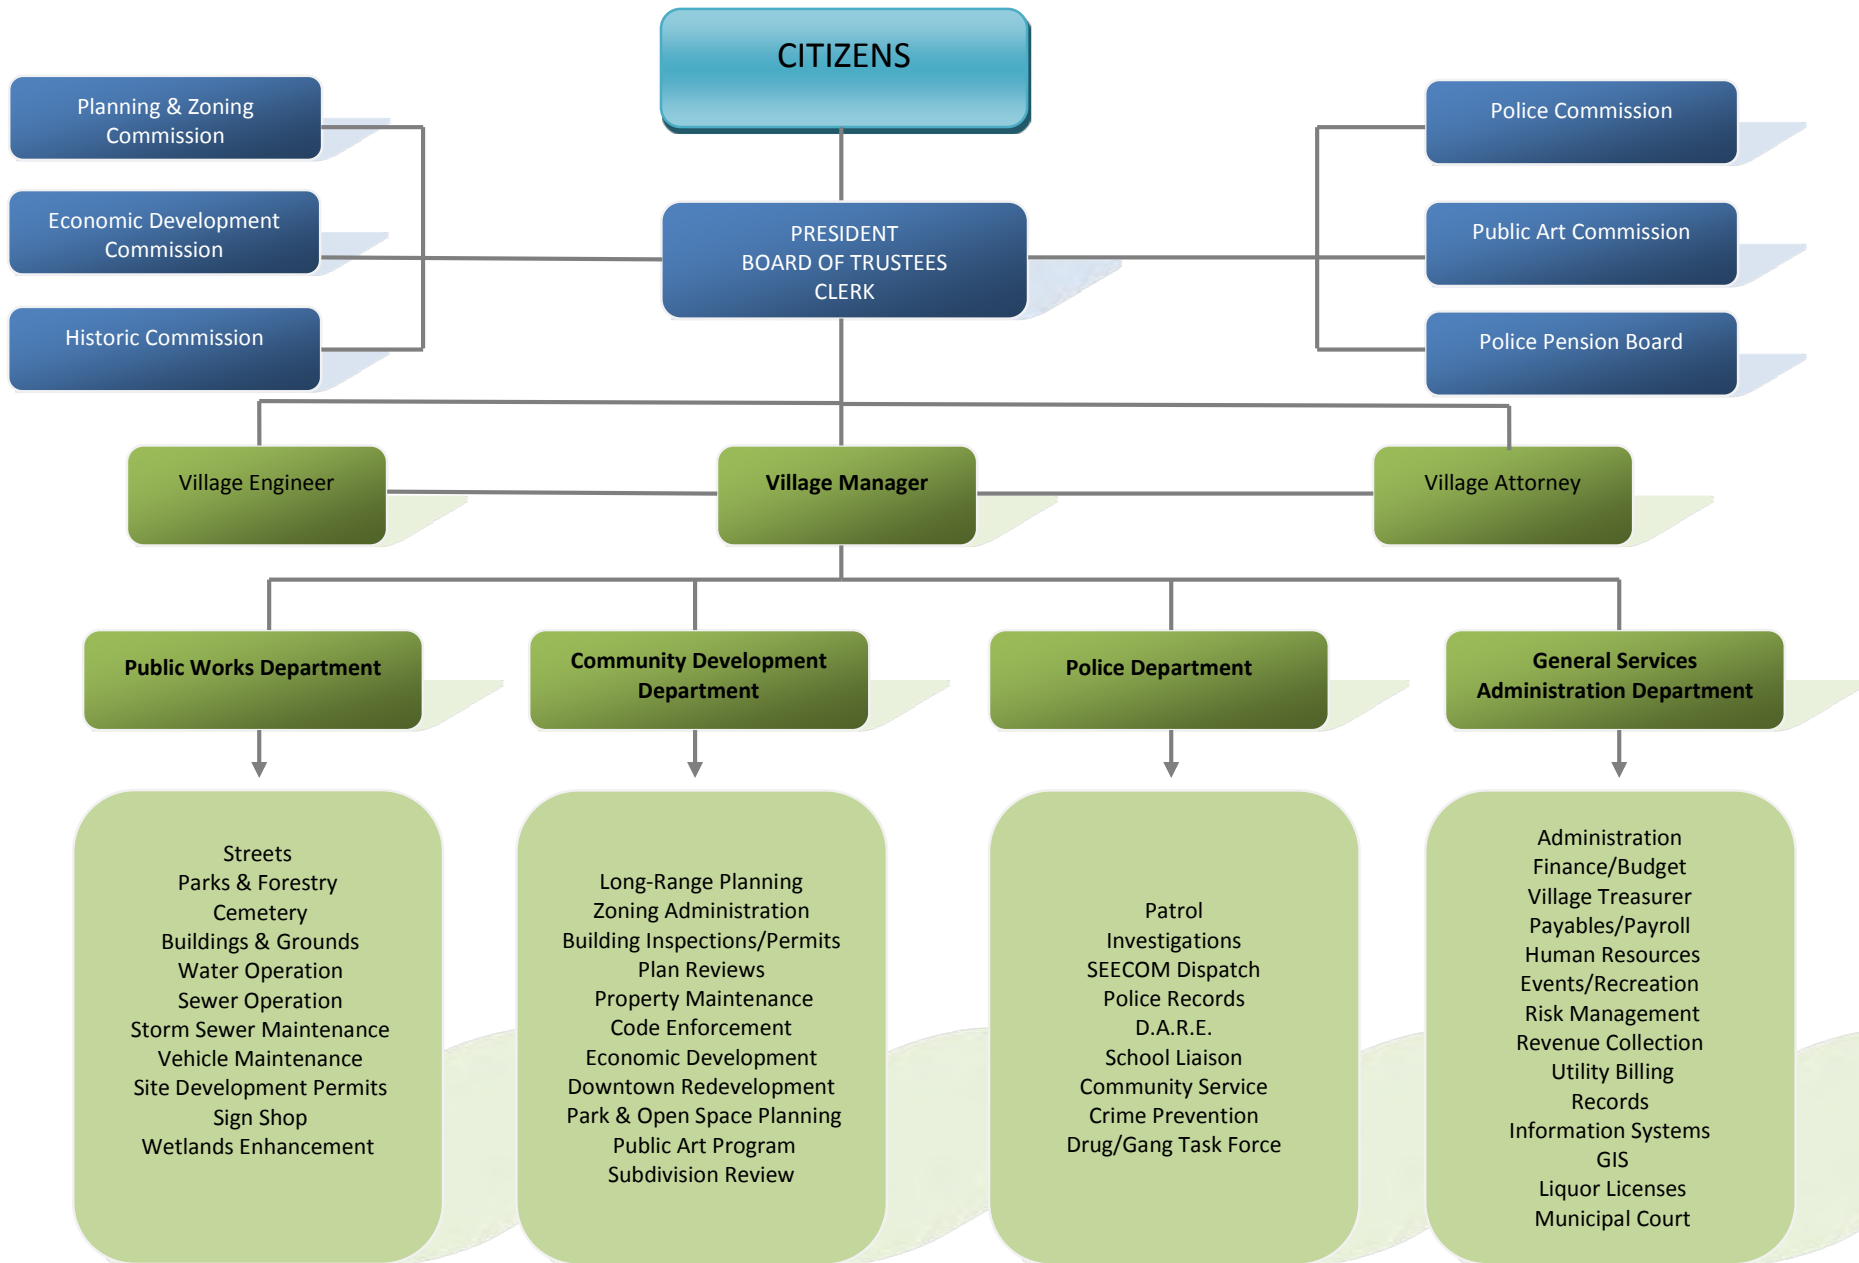 CITIZENS
Planning & Zoning
Commission
Economic Development
Commission
Historic Commission
PRESIDENT
BOARD OF TRUSTEES
CLERK
Police Commission
Public Art Commission
Police Pension Board
Village Engineer
Village Manager
Village Attorney
Public Works Department
Community Development
Department
Police Department
General Services
Administration Department
Streets
Parks & Forestry
Cemetery
Buildings & Grounds
Water Operation
Sewer Operation
Storm Sewer Maintenance
Vehicle Maintenance
Site Development Permits
Sign Shop
Wetlands Enhancement
Long-Range Planning
Zoning Administration
Building Inspections/Permits
Plan Reviews
Property Maintenance
Code Enforcement
Economic Development
Downtown Redevelopment
Park & Open Space Planning
Public Art Program
Subdivision Review
Patrol
Investigations
SEECOM Dispatch
Police Records
D.A.R.E.
School Liaison
Community Service
Crime Prevention
Drug/Gang Task Force
Administration
Finance/Budget
Village Treasurer
Payables/Payroll
Human Resources
Events/Recreation
Risk Management
Revenue Collection
Utility Billing
Records
Information Systems
GIS
Liquor Licenses
Municipal Court